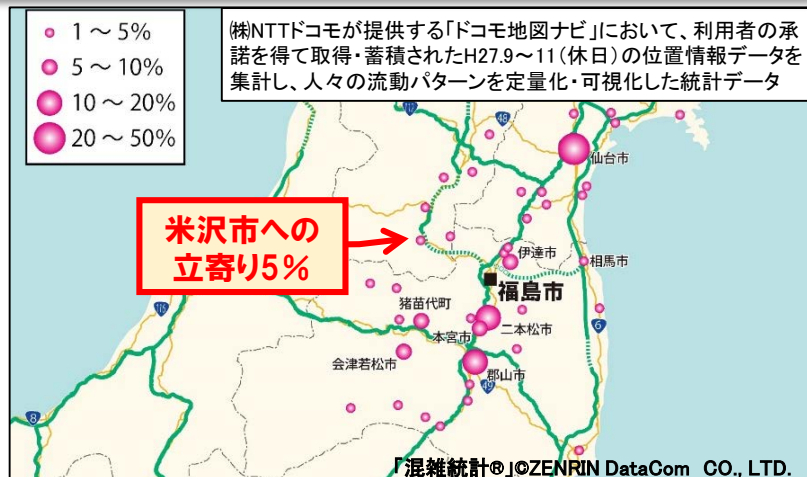 1 ～ 5%
5 ～ 10%
10 ～ 20%
20 ～ 50%
㈱NTTドコモが提供する「ドコモ地図ナビ」において、利用者の承
諾を得て取得・蓄積されたH27.9～11(休日)の位置情報データを
集計し、人々の流動パターンを定量化・可視化した統計データ
48
仙台市
米沢市への
立寄り5%
伊達市
相馬市
福島市
猪苗代町
二本松市
本宮市
6
会津若松市
郡山市
49
8
「混雑統計®」©ZENRIN DataCom CO., LTD.